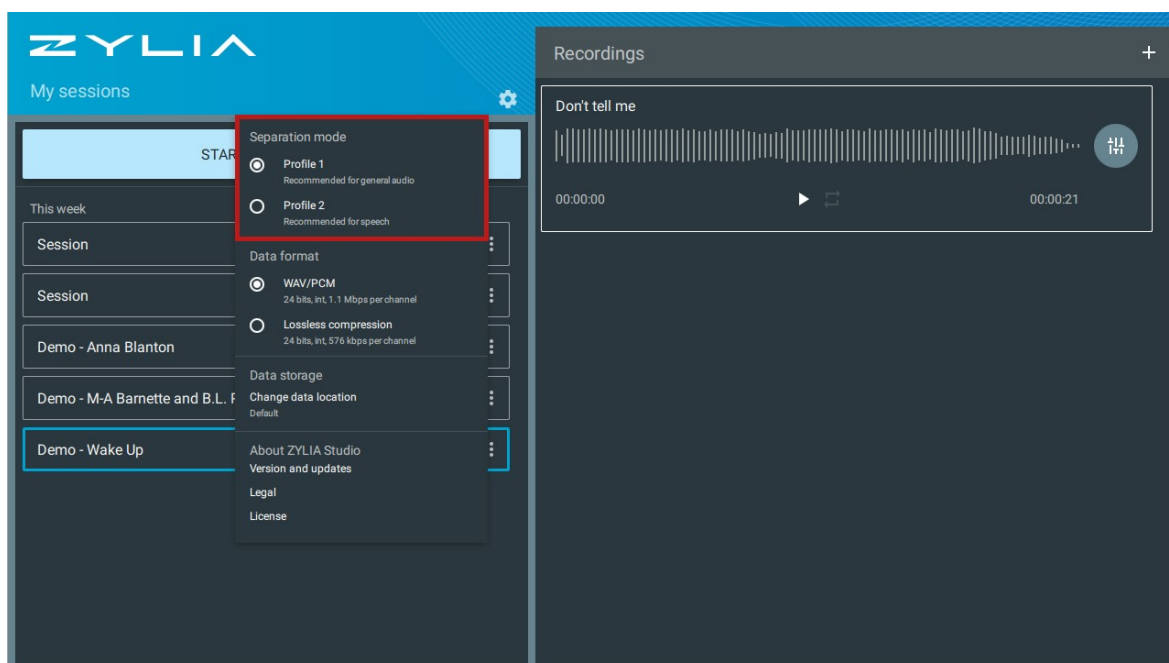 ZYLIA
My sessions
STAR
This week
Session
Session
Demo - Anna Blanton
Demo - M-A Barnette and B.L.
Demo - Wake Up
Separation mode
Profile 1
Recommended for general audio
Profile 2
Recommended for speech
Data format
WAV/PCM
24 bits, int, 1.1 Mbps per channel
Lossless compression
24 bits, int, 576 kbps per channel
Data storage
Change data location
Default
About ZYLIA Studio
Version and updates
Legal
License
Recordings
+
Don't tell me
00:00:00
00:00:21